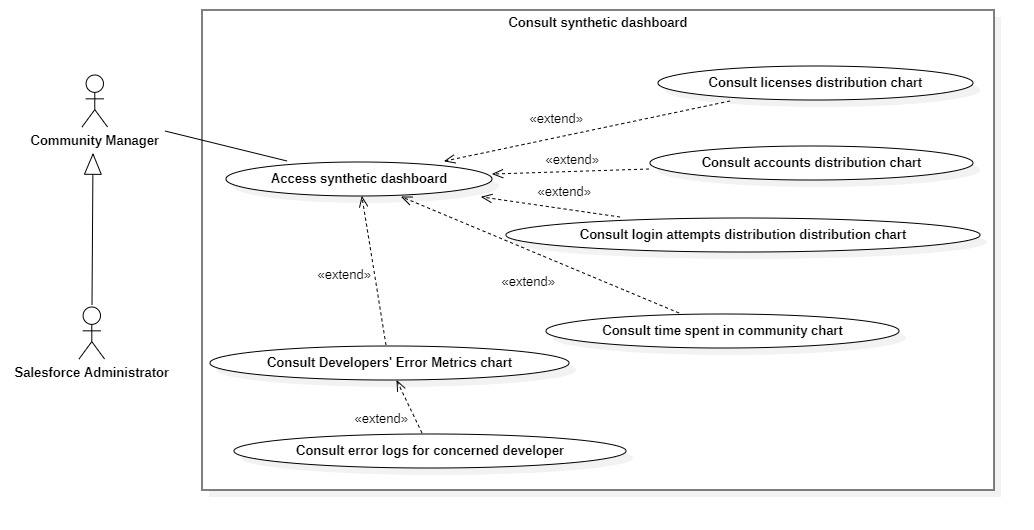 Consult synthetic dashboard
Consult licenses distribution chart
«extend»
Community Manager
«extend»
Consult accounts distribution chart
Access synthetic dashboard
«extend»
Consult login attempts distribution distribution chart
«extend»
«extend»
Consult time spent in community chart
Consult Developers' Error Metrics chart
Salesforce Administrator
«extend»
Consult error logs for concerned developer